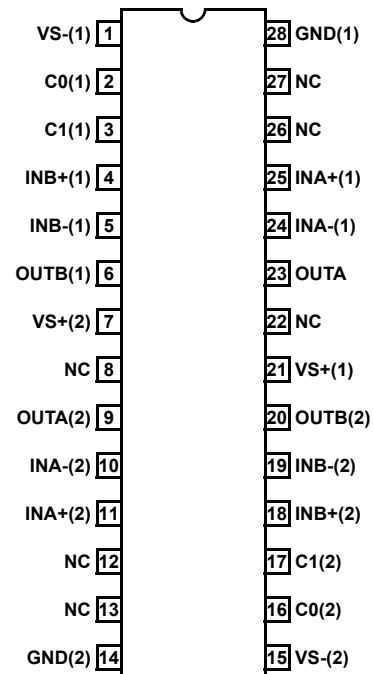 VS-(1) 1 28 GND(1)
C0(1) 2 27 NC
C1(1) 3 26 NC
INB+(1) 4 25 INA+(1)
INB-(1) 5 24 INA-(1)
OUTB(1) 6 23 OUTA
VS+(2) 7 22 NC
NC 8 21 VS+(1)
OUTA(2) 9 20 OUTB(2)
INA-(2) 10 19 INB-(2)
INA+(2) 11 18 INB+(2)
NC 12 17 C1(2)
NC 13 16 C0(2)
GND(2) 14 15 VS-(2)